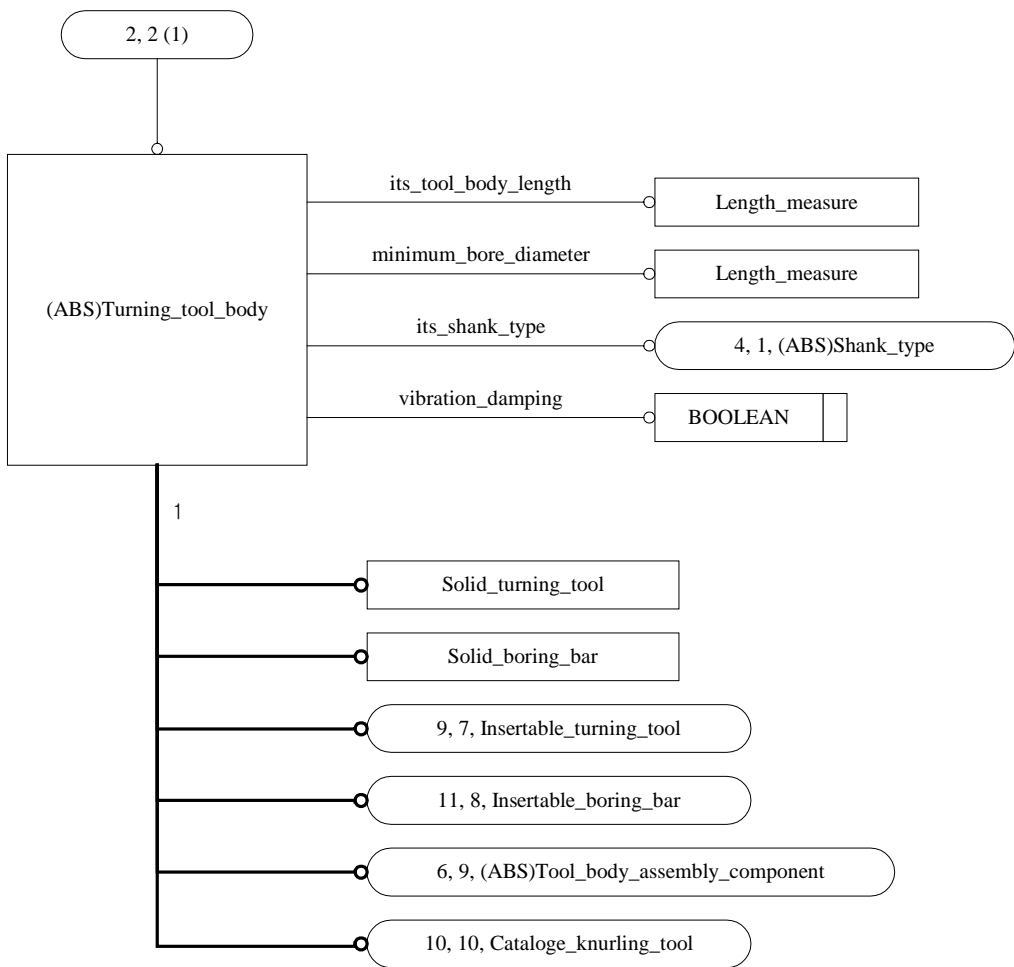 2, 2 (1)
its_tool_body_length
Length_measure
minimum_bore_diameter
Length_measure
(ABS)Turning_tool_body
its_shank_type
4, 1, (ABS)Shank_type
vibration_damping
BOOLEAN
1
Solid_turning_tool
Solid_boring_bar
9, 7, Insertable_turning_tool
11, 8, Insertable_boring_bar
6, 9, (ABS)Tool_body_assembly_component
10, 10, Cataloge_knurling_tool